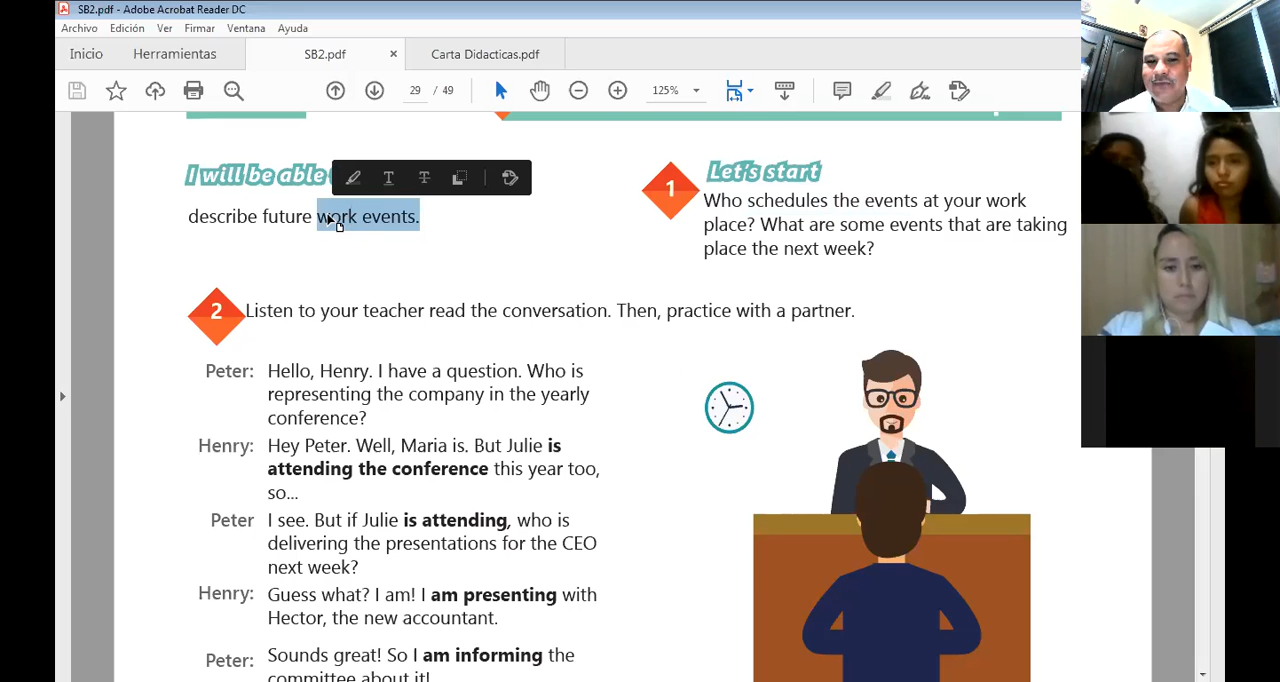 SB2.pdf - Adobe Acrobat Reader DC
Archivo Edición Ver Firmar Ventana Ayuda
Inicio Herramientas SB2.pdf × Carta Didacticas.pdf
29 / 49 125%
I will be able
describe future work events.
1 Let's start
Who schedules the events at your work
place? What are some events that are taking
place the next week?
2 Listen to your teacher read the conversation. Then, practice with a partner.
Peter: Hello, Henry. I have a question. Who is
representing the company in the yearly
conference?
Henry: Hey Peter. Well, Maria is. But Julie is
attending the conference this year too,
so...
Peter I see. But if Julie is attending, who is
delivering the presentations for the CEO
next week?
Henry: Guess what? I am! I am presenting with
Hector, the new accountant.
Peter: Sounds great! So I am informing the
committee about it!